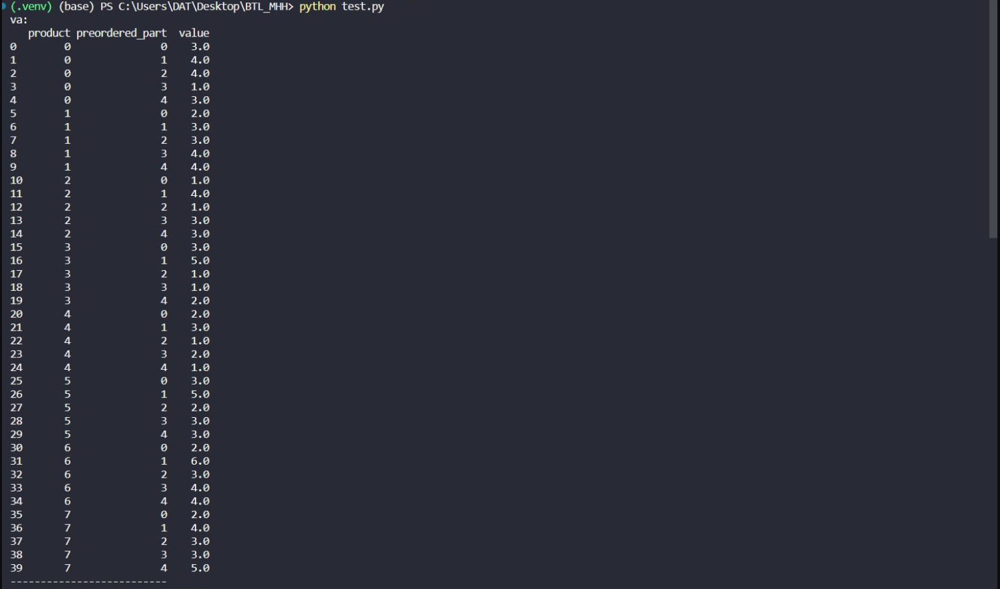 (.venv) (base) PS C:\Users\DAT\Desktop\BTL_MHH> python test.py
va:
product preordered_part value
0 0 0 3.0
1 0 1 4.0
2 0 2 4.0
3 0 3 1.0
4 0 4 3.0
5 1 0 2.0
6 1 1 3.0
7 1 2 3.0
8 1 3 4.0
9 1 4 4.0
10 2 0 1.0
11 2 1 4.0
12 2 2 1.0
13 2 3 3.0
14 2 4 3.0
15 3 0 3.0
16 3 1 5.0
17 3 2 1.0
18 3 3 1.0
19 3 4 2.0
20 4 0 2.0
21 4 1 3.0
22 4 2 1.0
23 4 3 2.0
24 4 4 1.0
25 5 0 3.0
26 5 1 5.0
27 5 2 2.0
28 5 3 3.0
29 5 4 3.0
30 6 0 2.0
31 6 1 6.0
32 6 2 3.0
33 6 3 4.0
34 6 4 4.0
35 7 0 2.0
36 7 1 4.0
37 7 2 3.0
38 7 3 3.0
39 7 4 5.0
--------------------------